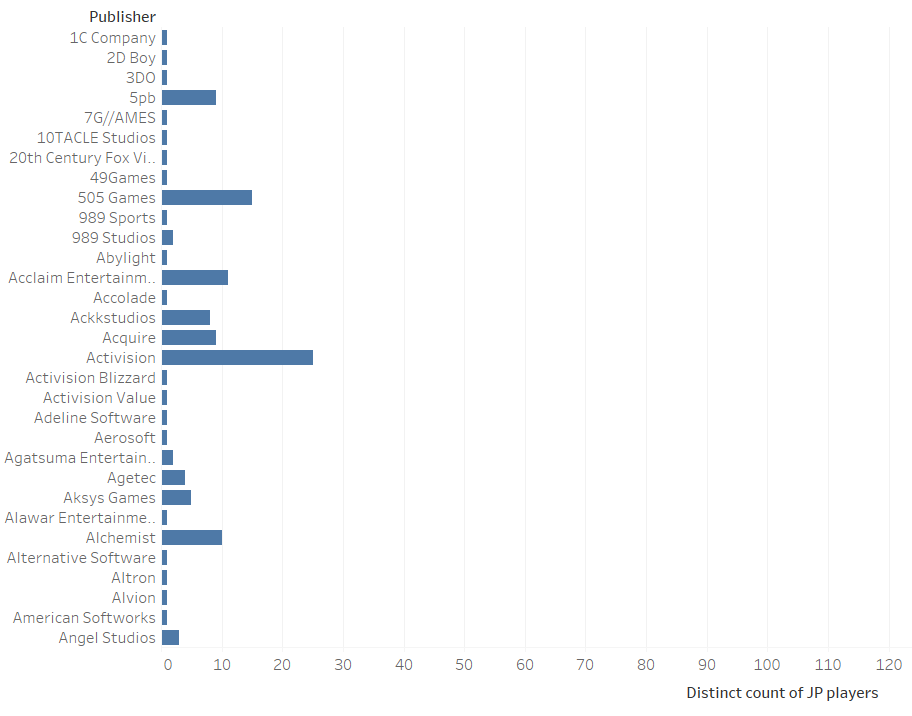 Publisher
1C Company
2D Boy
3DO
5pb
7G//AMES
10TACLE Studios
20th Century Fox Vi..
49Games
505 Games
989 Sports
989 Studios
Abylight
Acclaim Entertainm..
Accolade
Ackkstudios
Acquire
Activision
Activision Blizzard
Activision Value
Adeline Software
Aerosoft
Agatsuma Entertain..
Agetec
Aksys Games
Alawar Entertainme..
Alchemist
Alternative Software
Altron
Alvion
American Softworks
Angel Studios
0 10 20 30 40 50 60 70 80 90 100 110 120
Distinct count of JP players